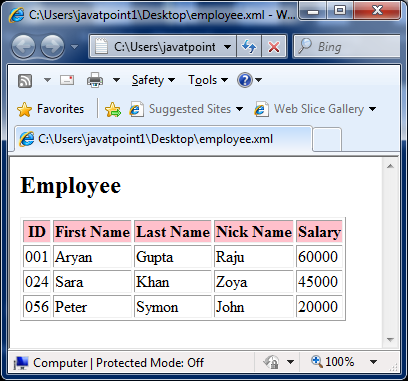 C:\Users\javatpoint1\Desktop\employee.xml - W...
C:\Users\javatpoint
Bing
Safety Tools
Favorites Suggested Sites Web Slice Gallery
C:\Users\javatpoint1\Desktop\employee.xml
Employee
ID First Name Last Name Nick Name Salary
001 Aryan Gupta Raju 60000
024 Sara Khan Zoya 45000
056 Peter Symon John 20000
Computer | Protected Mode: Off 100%